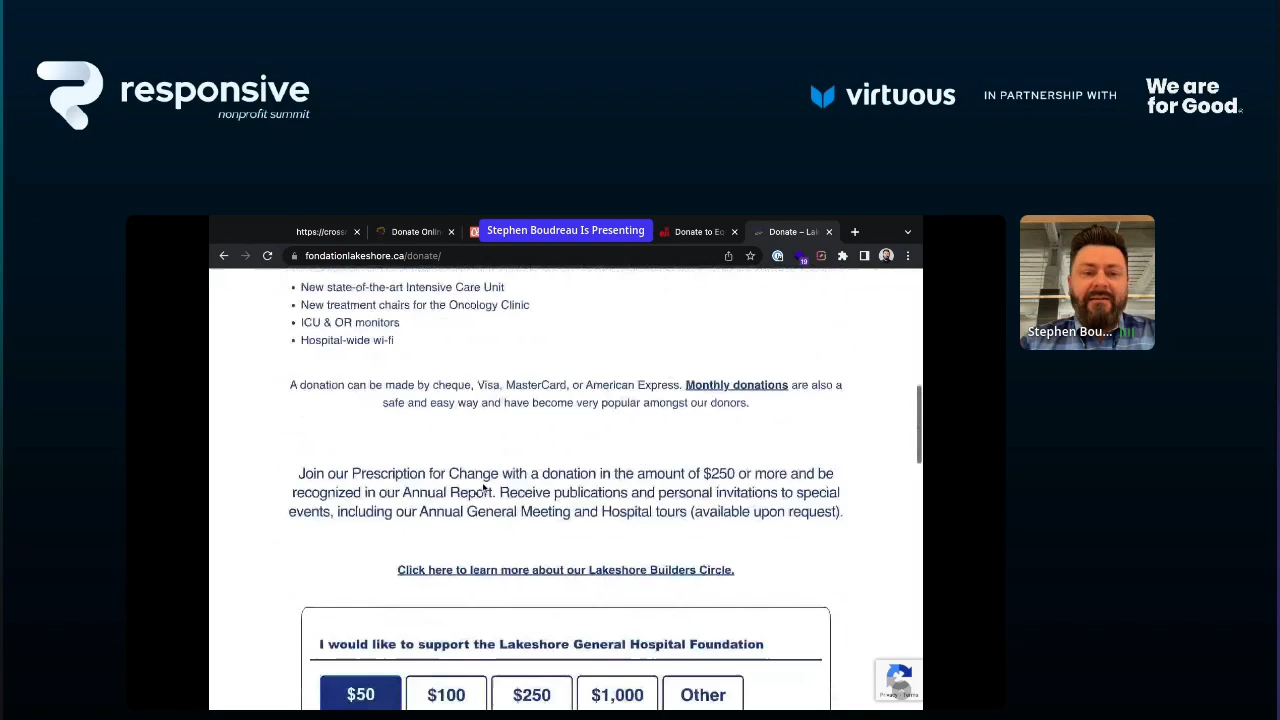 responsive
nonprofit summit
virtuous
IN PARTNERSHIP WITH
We are
for Good.
https://cross
Donate Onlin
Stephen Boudreau Is Presenting
Donate to Eq
Donate – Lak
fondationlakeshore.ca/donate/
19
Stephen Bou...
• New state-of-the-art Intensive Care Unit
• New treatment chairs for the Oncology Clinic
• ICU & OR monitors
• Hospital-wide wi-fi
A donation can be made by cheque, Visa, MasterCard, or American Express. Monthly donations are also a
safe and easy way and have become very popular amongst our donors.
Join our Prescription for Change with a donation in the amount of $250 or more and be
recognized in our Annual Report. Receive publications and personal invitations to special
events, including our Annual General Meeting and Hospital tours (available upon request).
Click here to learn more about our Lakeshore Builders Circle.
I would like to support the Lakeshore General Hospital Foundation
$50
$100
$250
$1,000
Other
Privacy - Terms